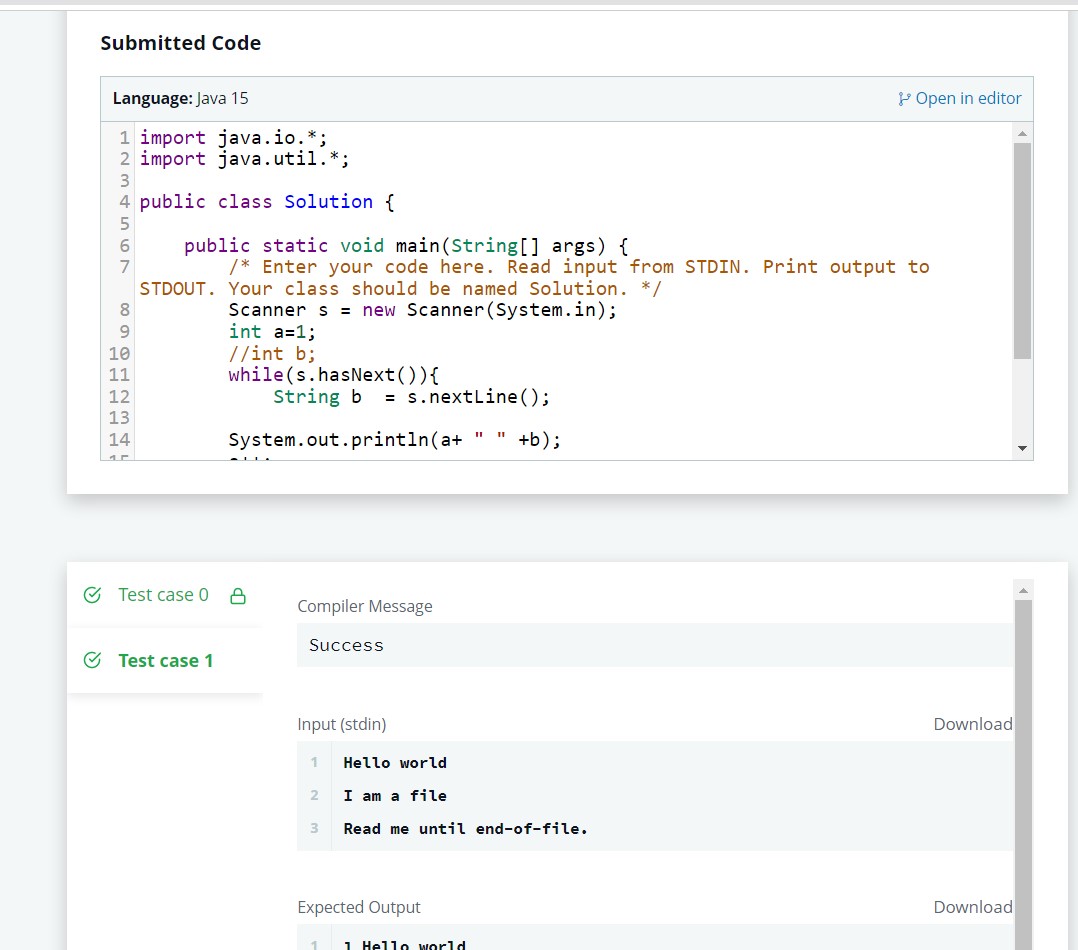 Submitted Code
Language: Java 15
Open in editor
1 import java.io.*;
2 import java.util.*;
3
4 public class Solution {
5
6     public static void main(String[] args) {
7         /* Enter your code here. Read input from STDIN. Print output to
STDOUT. Your class should be named Solution. */
8         Scanner s = new Scanner(System.in);
9         int a=1;
10         //int b;
11         while(s.hasNext()){
12             String b  = s.nextLine();
13
14         System.out.println(a+ " " +b);
15
Test case 0
Test case 1
Compiler Message
Success
Input (stdin)
Download
1 Hello world
2 I am a file
3 Read me until end-of-file.
Expected Output
Download
1 1 Hello world